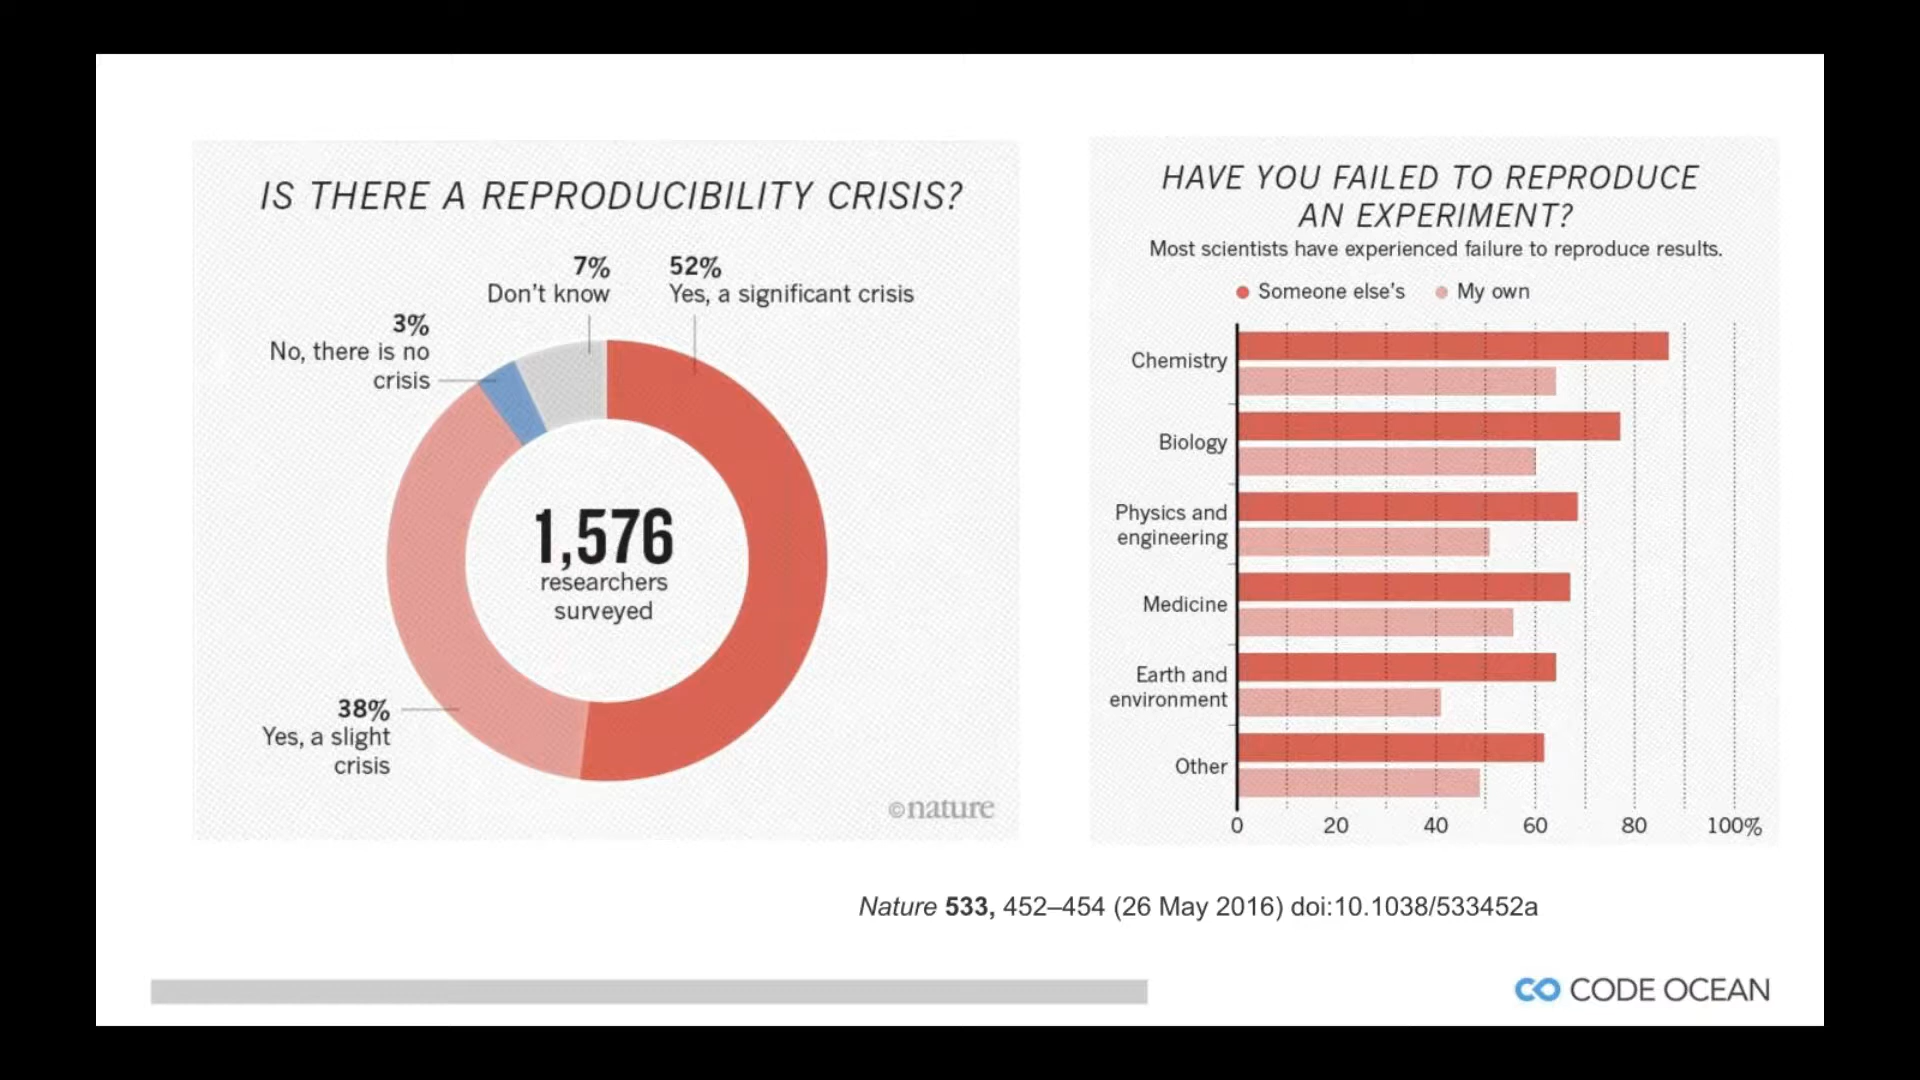 IS THERE A REPRODUCIBILITY CRISIS?
7%
Don't know
52%
Yes, a significant crisis
3%
No, there is no
crisis
1,576
researchers
surveyed
38%
Yes, a slight
crisis
©nature
HAVE YOU FAILED TO REPRODUCE
AN EXPERIMENT?
Most scientists have experienced failure to reproduce results.
Someone else's My own
Chemistry
Biology
Physics and
engineering
Medicine
Earth and
environment
Other
0 20 40 60 80 100%
Nature 533, 452–454 (26 May 2016) doi:10.1038/533452a
CODE OCEAN